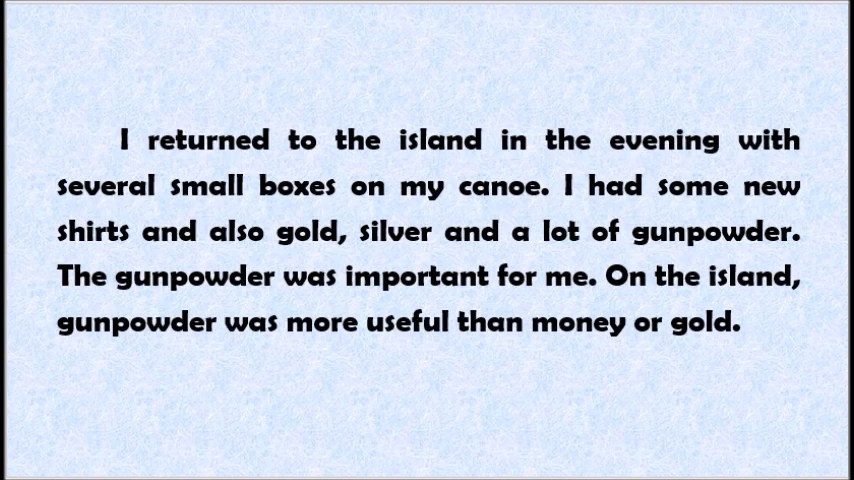 I returned to the island in the evening with
several small boxes on my canoe. I had some new
shirts and also gold, silver and a lot of gunpowder.
The gunpowder was important for me. On the island,
gunpowder was more useful than money or gold.